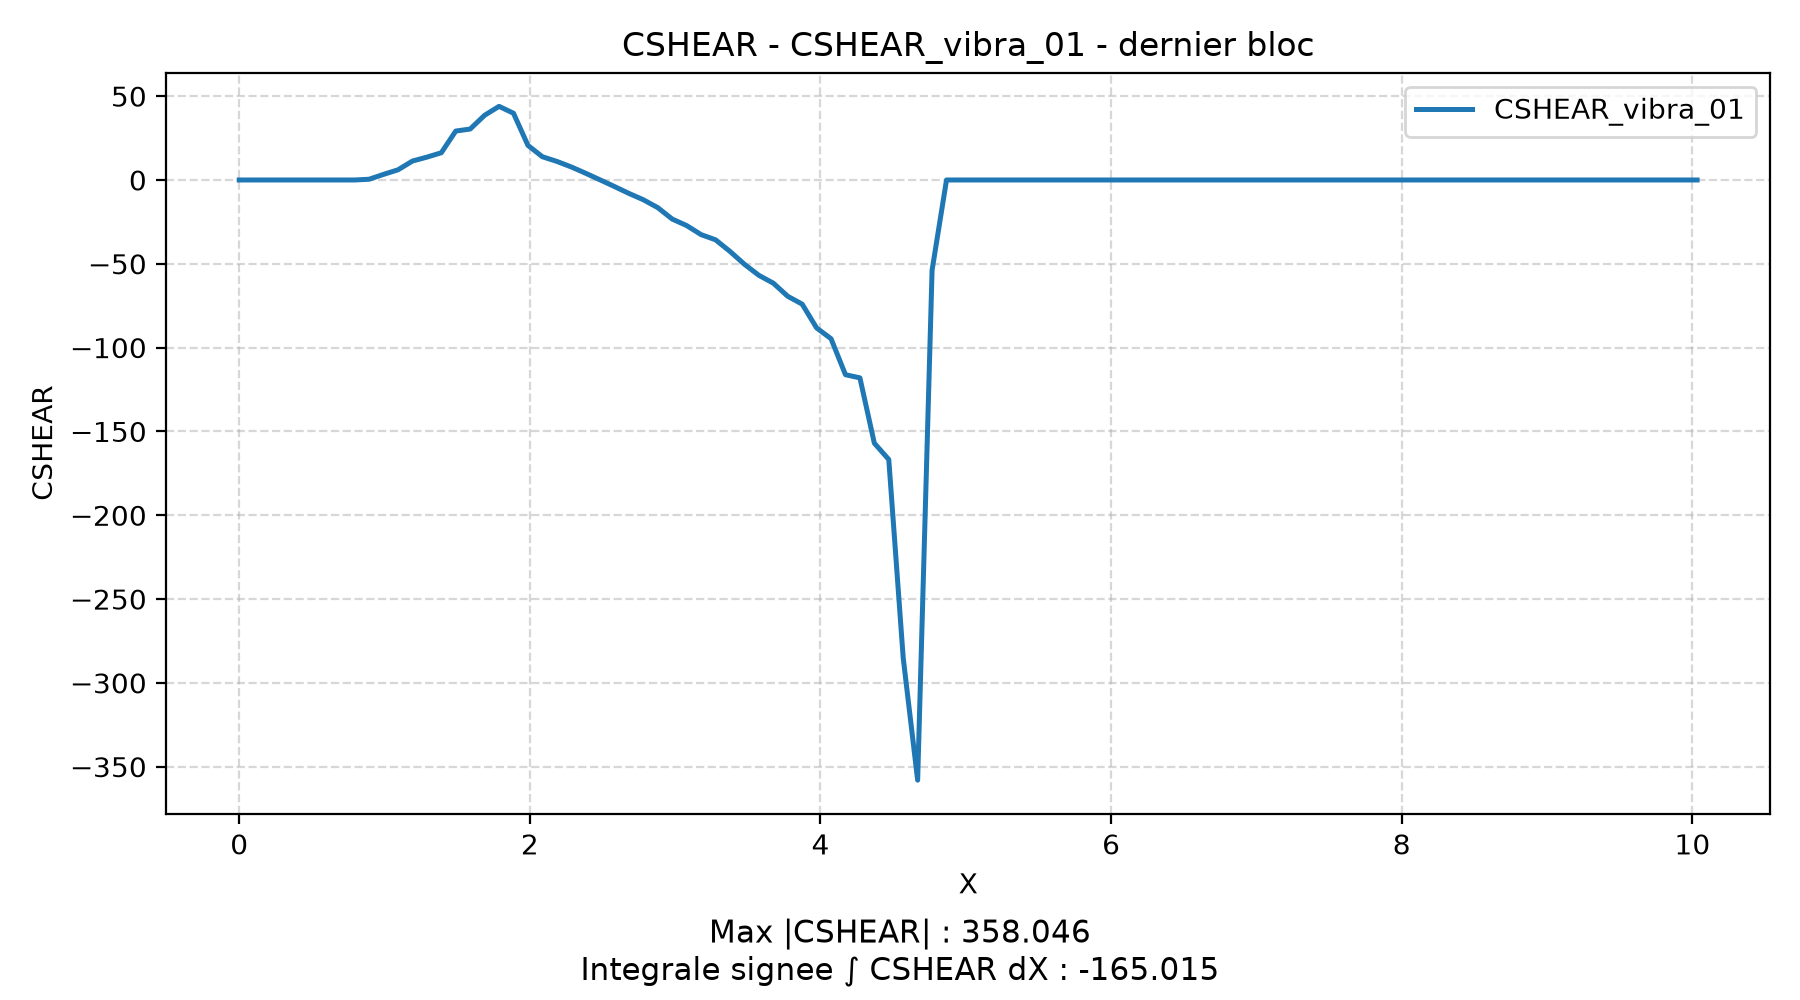 CSHEAR - CSHEAR_vibra_01 - dernier bloc
CSHEAR_vibra_01
50
0
−50
−100
−150
−200
−250
−300
−350
CSHEAR
0 2 4 6 8 10
X
Max |CSHEAR| : 358.046
Integrale signee ∫ CSHEAR dX : -165.015